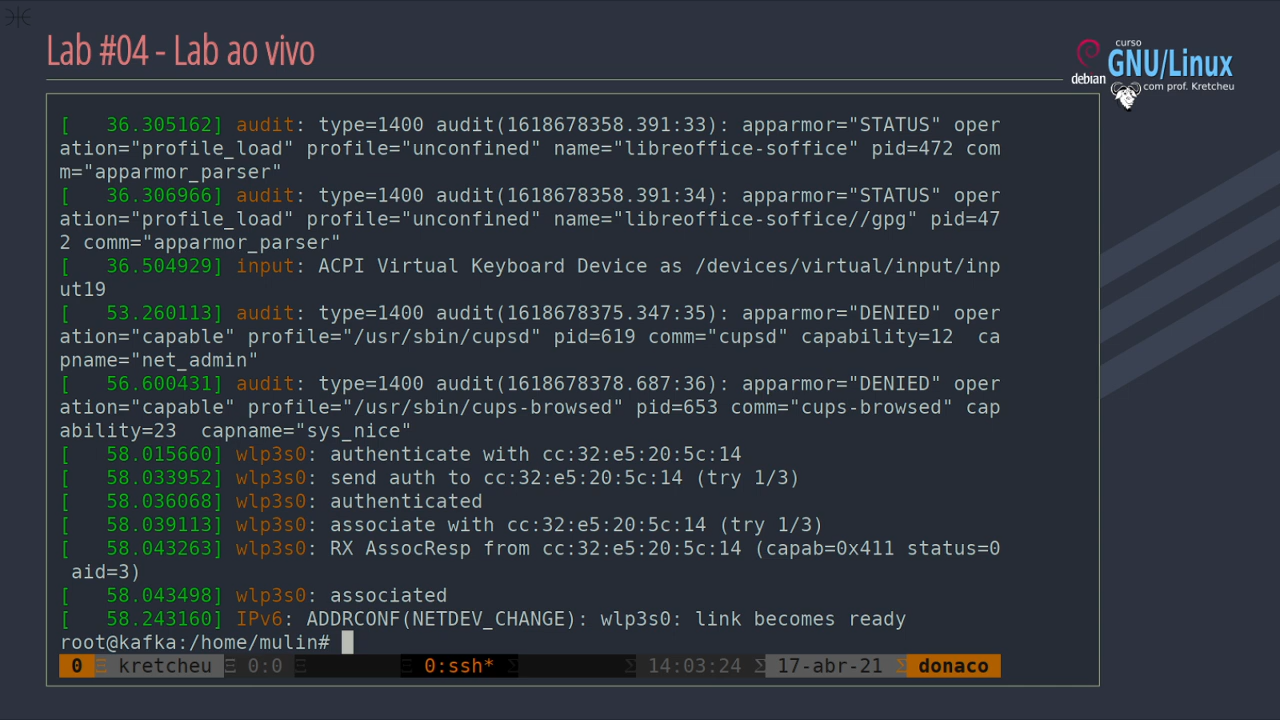 Lab #04 - Lab ao vivo
curso
GNU/Linux
debian
com prof. Kretcheu
[   36.305162] audit: type=1400 audit(1618678358.391:33): apparmor="STATUS" oper
ation="profile_load" profile="unconfined" name="libreoffice-soffice" pid=472 com
m="apparmor_parser"
[   36.306966] audit: type=1400 audit(1618678358.391:34): apparmor="STATUS" oper
ation="profile_load" profile="unconfined" name="libreoffice-soffice//gpg" pid=47
2 comm="apparmor_parser"
[   36.504929] input: ACPI Virtual Keyboard Device as /devices/virtual/input/inp
ut19
[   53.260113] audit: type=1400 audit(1618678375.347:35): apparmor="DENIED" oper
ation="capable" profile="/usr/sbin/cupsd" pid=619 comm="cupsd" capability=12  ca
pname="net_admin"
[   56.600431] audit: type=1400 audit(1618678378.687:36): apparmor="DENIED" oper
ation="capable" profile="/usr/sbin/cups-browsed" pid=653 comm="cups-browsed" cap
ability=23  capname="sys_nice"
[   58.015660] wlp3s0: authenticate with cc:32:e5:20:5c:14
[   58.033952] wlp3s0: send auth to cc:32:e5:20:5c:14 (try 1/3)
[   58.036068] wlp3s0: authenticated
[   58.039113] wlp3s0: associate with cc:32:e5:20:5c:14 (try 1/3)
[   58.043263] wlp3s0: RX AssocResp from cc:32:e5:20:5c:14 (capab=0x411 status=0
 aid=3)
[   58.043498] wlp3s0: associated
[   58.243160] IPv6: ADDRCONF(NETDEV_CHANGE): wlp3s0: link becomes ready
root@kafka:/home/mulin#
0 Ξ kretcheu Ξ 0:0 Ξ 0:ssh* Σ Σ 14:03:24 Σ 17-abr-21 Σ donaco